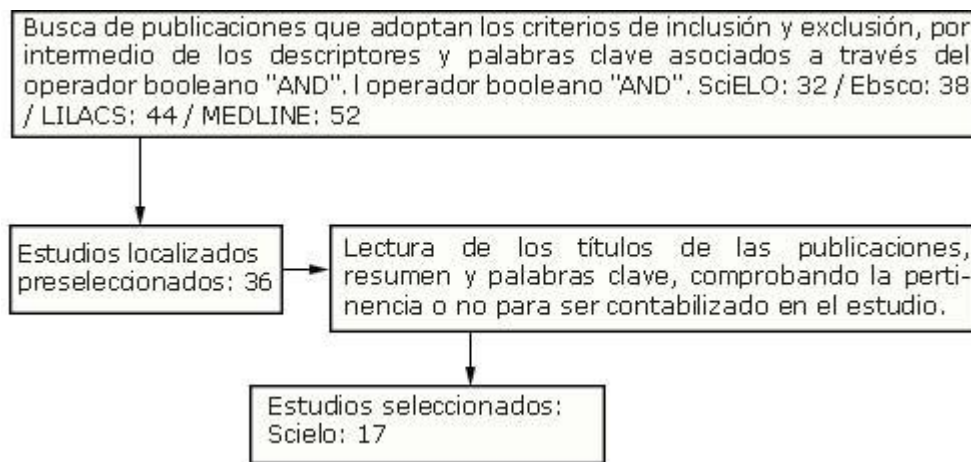 Busca de publicaciones que adoptan los criterios de inclusión y exclusión, por
intermedio de los descriptores y palabras clave asociados a través del
operador booleano "AND". l operador booleano "AND". SciELO: 32 / Ebsco: 38
/ LILACS: 44 / MEDLINE: 52
Estudios localizados
preseleccionados: 36
Lectura de los títulos de las publicaciones,
resumen y palabras clave, comprobando la perti-
nencia o no para ser contabilizado en el estudio.
Estudios seleccionados:
Scielo: 17